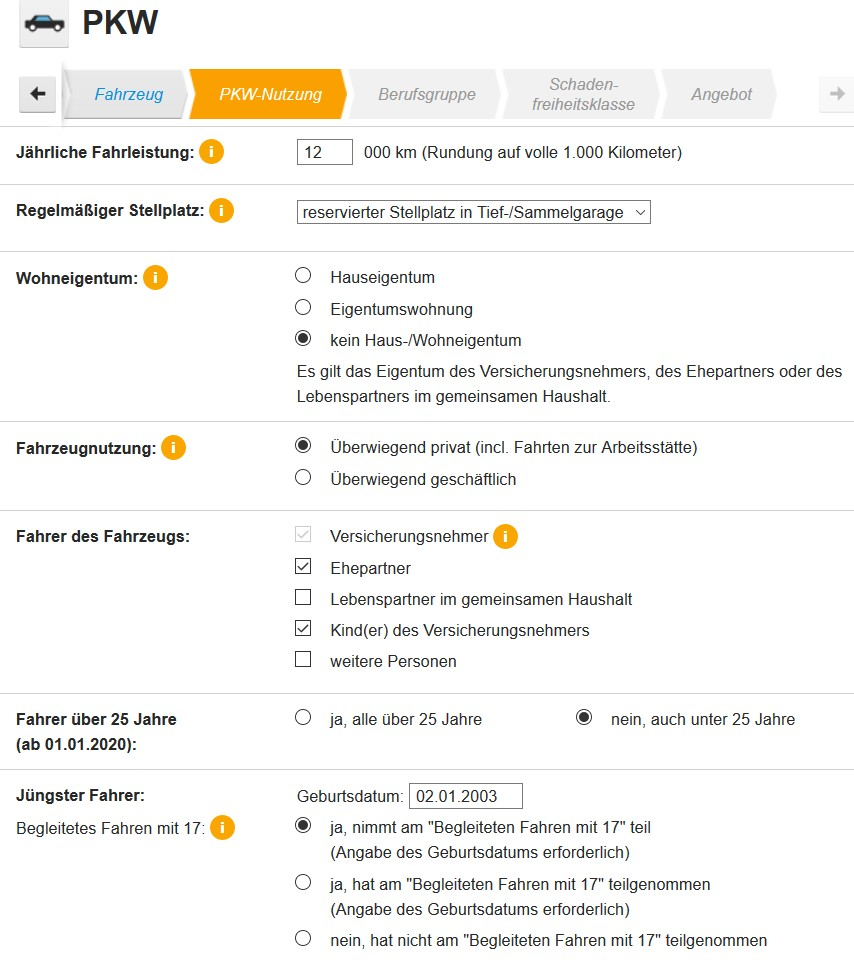 PKW
Fahrzeug
PKW-Nutzung
Berufsgruppe
Schaden-
freiheitsklasse
Angebot
Jährliche Fahrleistung: i 12 000 km (Rundung auf volle 1.000 Kilometer)
Regelmäßiger Stellplatz: i reservierter Stellplatz in Tief-/Sammelgarage
Wohneigentum: i Hauseigentum
Eigentumswohnung
kein Haus-/Wohneigentum
Es gilt das Eigentum des Versicherungsnehmers, des Ehepartners oder des
Lebenspartners im gemeinsamen Haushalt.
Fahrzeugnutzung: i Überwiegend privat (incl. Fahrten zur Arbeitsstätte)
Überwiegend geschäftlich
Fahrer des Fahrzeugs: Versicherungsnehmer i
Ehepartner
Lebenspartner im gemeinsamen Haushalt
Kind(er) des Versicherungsnehmers
weitere Personen
Fahrer über 25 Jahre ja, alle über 25 Jahre nein, auch unter 25 Jahre
(ab 01.01.2020):
Jüngster Fahrer: Geburtsdatum: 02.01.2003
Begleitetes Fahren mit 17: i ja, nimmt am "Begleiteten Fahren mit 17" teil
(Angabe des Geburtsdatums erforderlich)
ja, hat am "Begleiteten Fahren mit 17" teilgenommen
(Angabe des Geburtsdatums erforderlich)
nein, hat nicht am "Begleiteten Fahren mit 17" teilgenommen